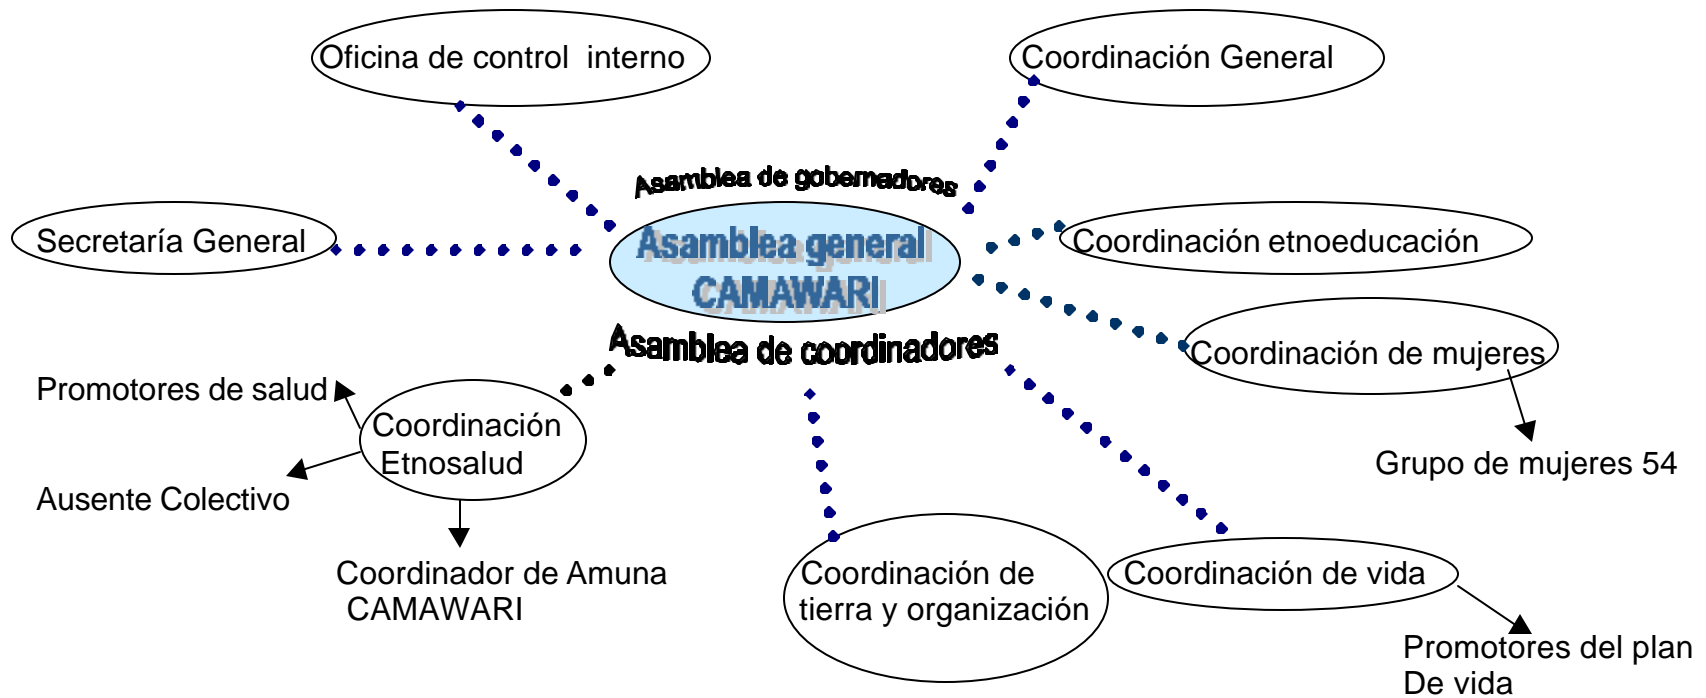 Oficina de control interno
Coordinación General
Asamblea de gobernadores
Secretaría General
Asamblea general
CAMAWARI
Coordinación etnoeducación
Asamblea de coordinadores
Coordinación de mujeres
Promotores de salud
Coordinación
Etnosalud
Grupo de mujeres 54
Ausente Colectivo
Coordinador de Amuna
CAMAWARI
Coordinación de
tierra y organización
Coordinación de vida
Promotores del plan
De vida